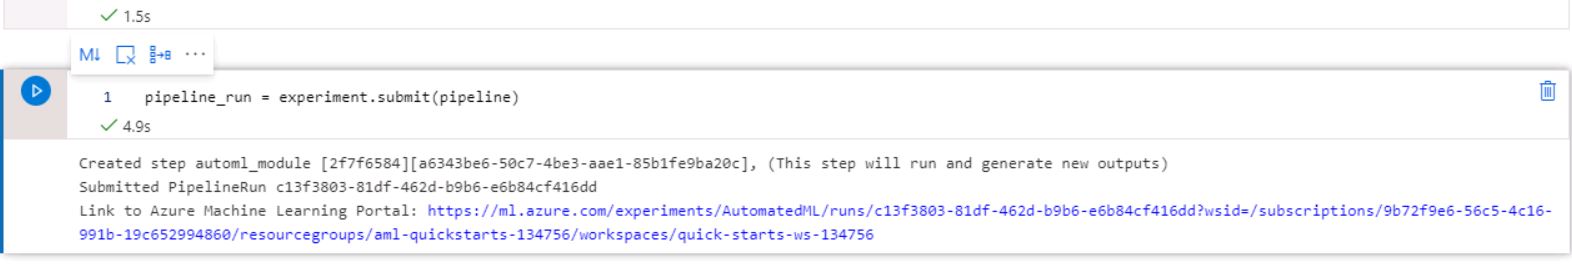 1.5s
M↓
1 pipeline_run = experiment.submit(pipeline)
4.9s
Created step automl_module [2f7f6584][a6343be6-50c7-4be3-aae1-85b1fe9ba20c], (This step will run and generate new outputs)
Submitted PipelineRun c13f3803-81df-462d-b9b6-e6b84cf416dd
Link to Azure Machine Learning Portal: https://ml.azure.com/experiments/AutomatedML/runs/c13f3803-81df-462d-b9b6-e6b84cf416dd?wsid=/subscriptions/9b72f9e6-56c5-4c16-
991b-19c652994860/resourcegroups/aml-quickstarts-134756/workspaces/quick-starts-ws-134756